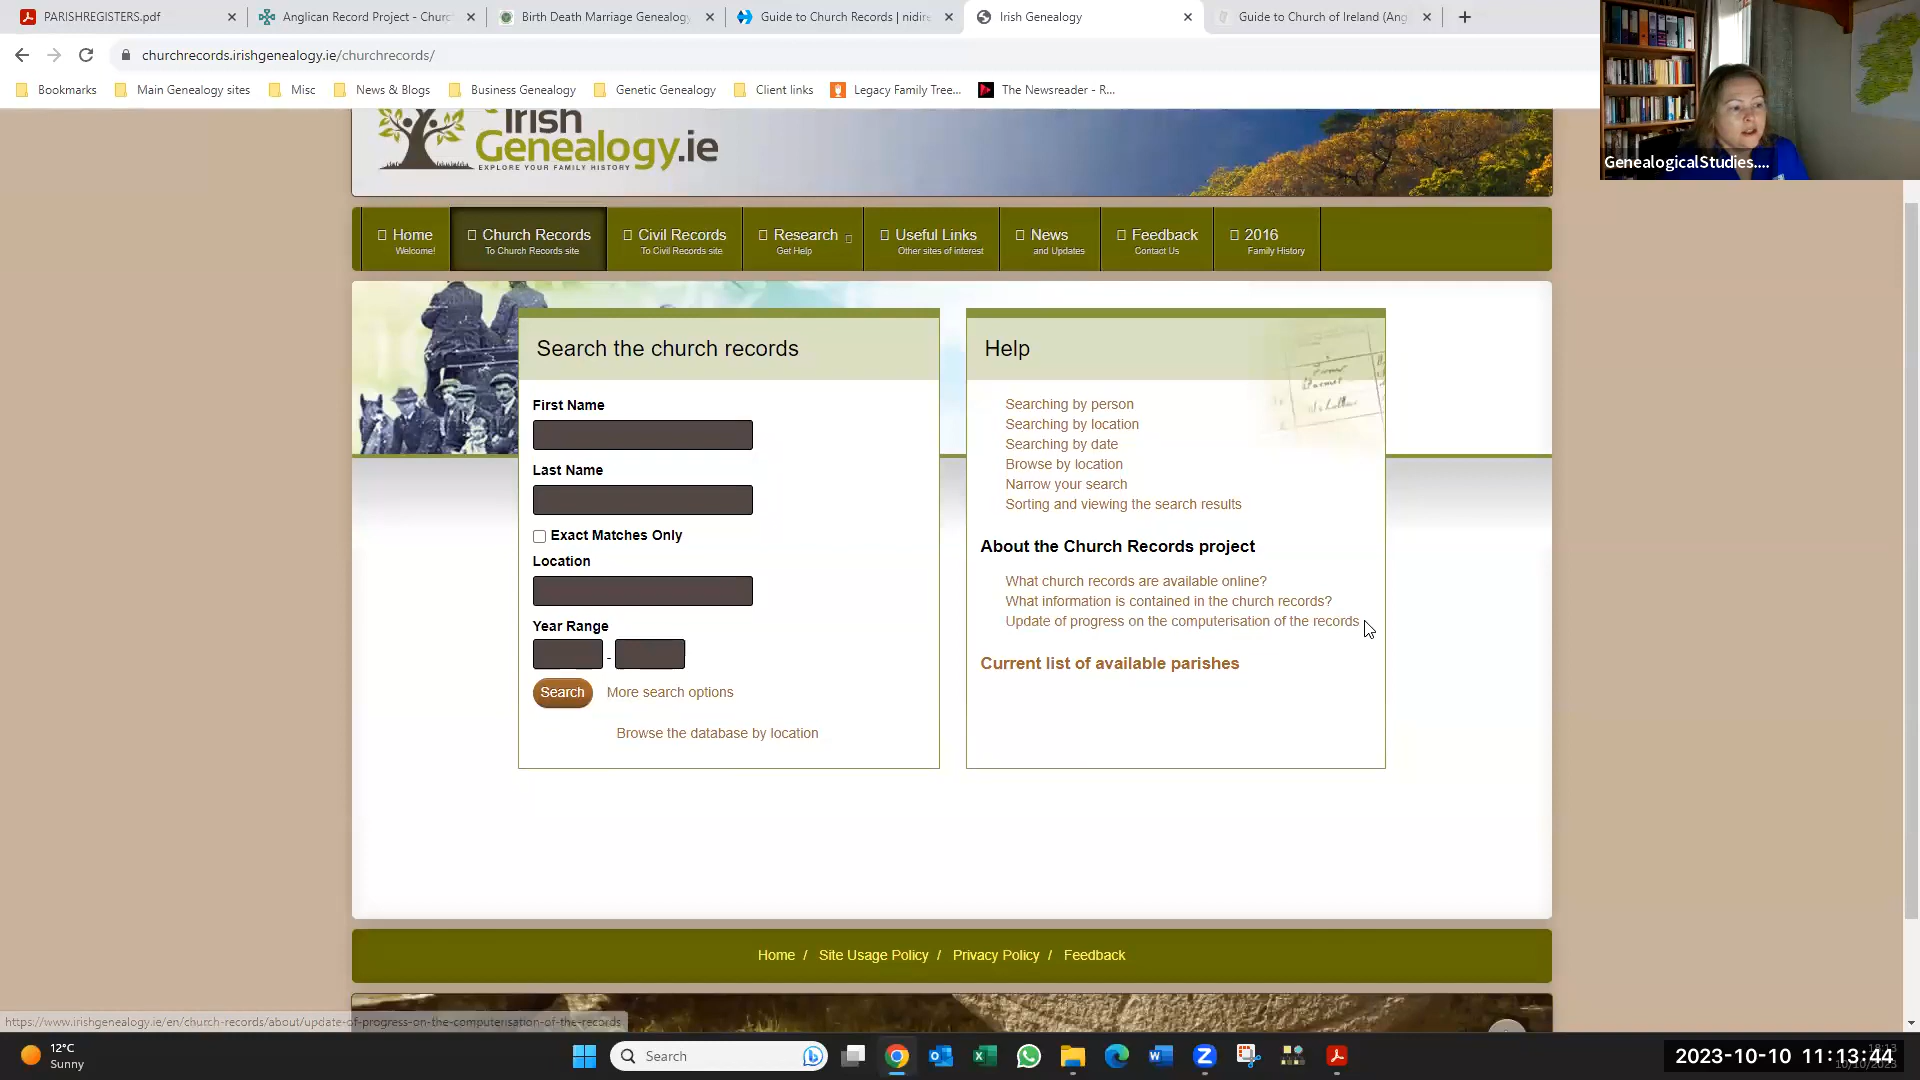 PARISHREGISTERS.pdf
Anglican Record Project - Churc
Birth Death Marriage Genealogy
Guide to Church Records | nidire
Irish Genealogy
Guide to Church of Ireland (Ang
churchrecords.irishgenealogy.ie/churchrecords/
Bookmarks
Main Genealogy sites
Misc
News & Blogs
Business Genealogy
Genetic Genealogy
Client links
Legacy Family Tree...
The Newsreader - R...
GenealogicalStudies....
Irish
Genealogy.ie
EXPLORE YOUR FAMILY HISTORY
Home
Welcome!
Church Records
To Church Records site
Civil Records
To Civil Records site
Research
Get Help
Useful Links
Other sites of interest
News
and Updates
Feedback
Contact Us
2016
Family History
Search the church records
First Name
Last Name
Exact Matches Only
Location
Year Range
-
Search
More search options
Browse the database by location
Help
Searching by person
Searching by location
Searching by date
Browse by location
Narrow your search
Sorting and viewing the search results
About the Church Records project
What church records are available online?
What information is contained in the church records?
Update of progress on the computerisation of the records
Current list of available parishes
Home / Site Usage Policy / Privacy Policy / Feedback
https://www.irishgenealogy.ie/en/church-records/about/update-of-progress-on-the-computerisation-of-the-records
12°C
Sunny
Search
2023-10-10 11:13:44